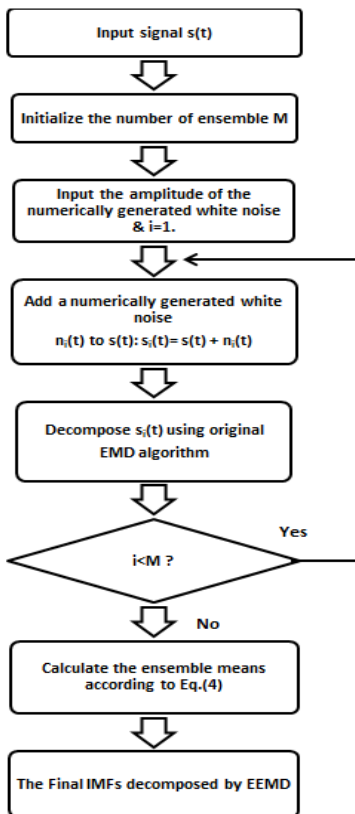 Input signal s(t)
Initialize the number of ensemble M
Input the amplitude of the
numerically generated white noise
& i=1.
Add a numerically generated white
noise
nᵢ(t) to s(t): sᵢ(t)= s(t) + nᵢ(t)
Decompose sᵢ(t) using original
EMD algorithm
Yes
i<M ?
No
Calculate the ensemble means
according to Eq.(4)
The Final IMFs decomposed by EEMD